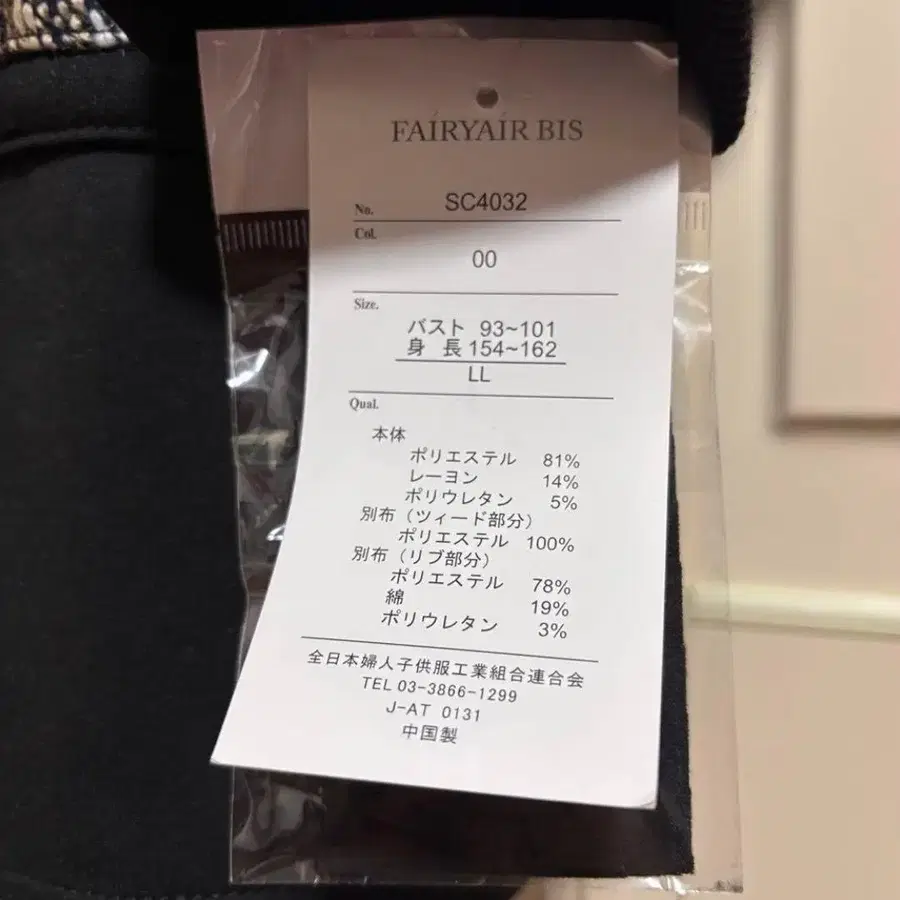 FAIRYAIR BIS
No. SC4032
Col.
00
Size.
バスト 93~101
身 長 154~162
LL
Qual.
本体
ポリエステル 81%
レーヨン 14%
ポリウレタン 5%
別布（ツィード部分）
ポリエステル 100%
別布（リブ部分）
ポリエステル 78%
綿 19%
ポリウレタン 3%
全日本婦人子供服工業組合連合会
TEL 03-3866-1299
J-AT 0131
中国製